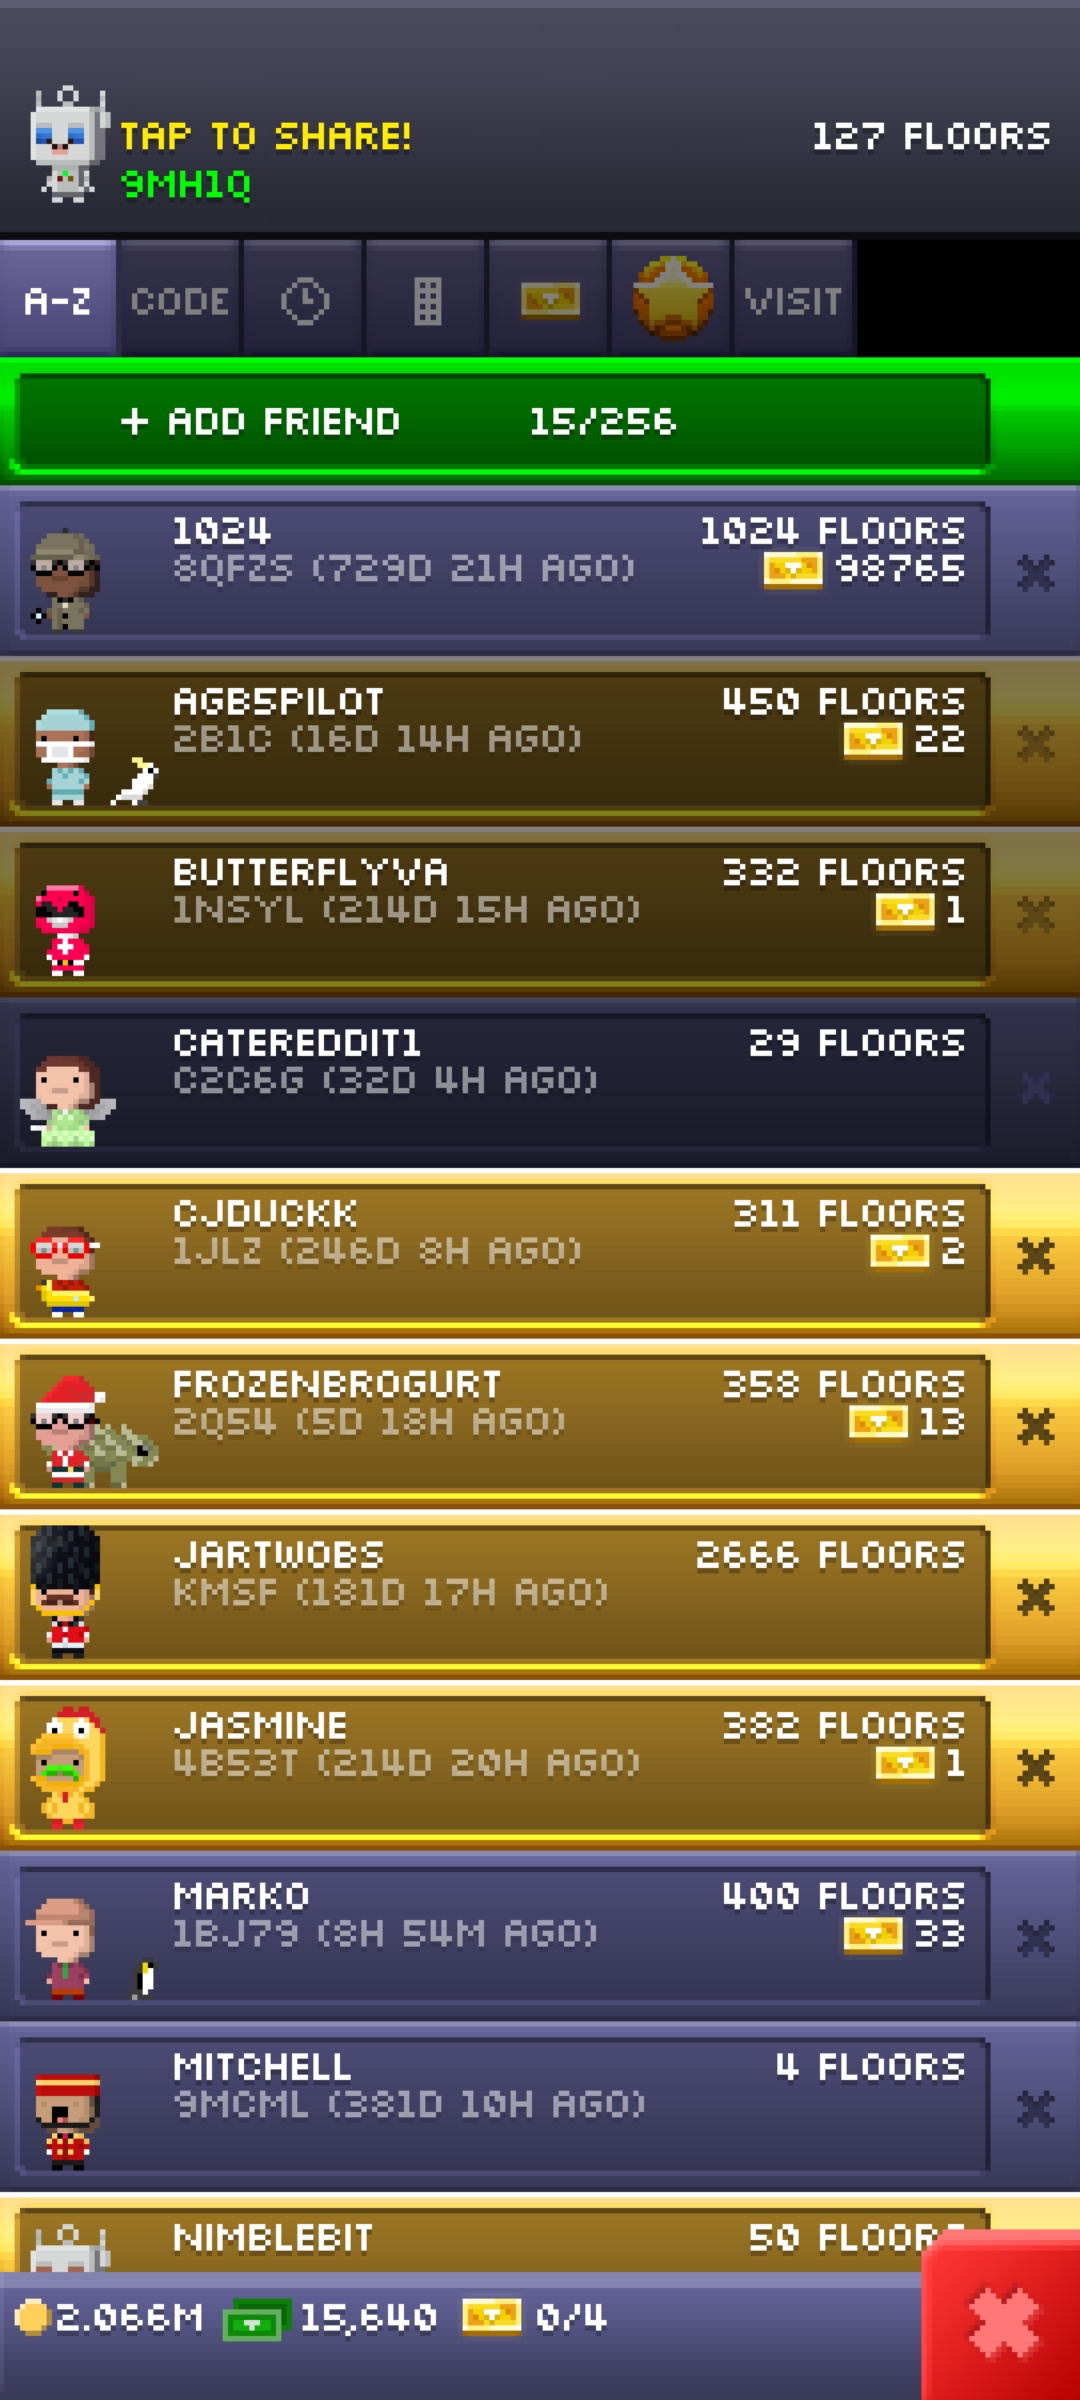 TAP TO SHARE!
127 FLOORS
9MH1Q
A-Z CODE VISIT
+ ADD FRIEND 15/256
1024 1024 FLOORS
8QFZS (729D 21H AGO) 98765
AGB5PILOT 450 FLOORS
2B1C (16D 14H AGO) 22
BUTTERFLYVA 332 FLOORS
1NSYL (214D 15H AGO) 1
CATEREDDIT1 29 FLOORS
C2C6G (32D 4H AGO)
CJDUCKK 311 FLOORS
1JLZ (246D 8H AGO) 2
FROZENBROGURT 358 FLOORS
2Q54 (5D 18H AGO) 13
JARTWOBS 2666 FLOORS
KMSF (181D 17H AGO)
JASMINE 382 FLOORS
4B53T (214D 20H AGO) 1
MARKO 400 FLOORS
1BJ79 (8H 54M AGO) 33
MITCHELL 4 FLOORS
9MCML (381D 10H AGO)
NIMBLEBIT 50 FLOORS
2.066M 15,640 0/4